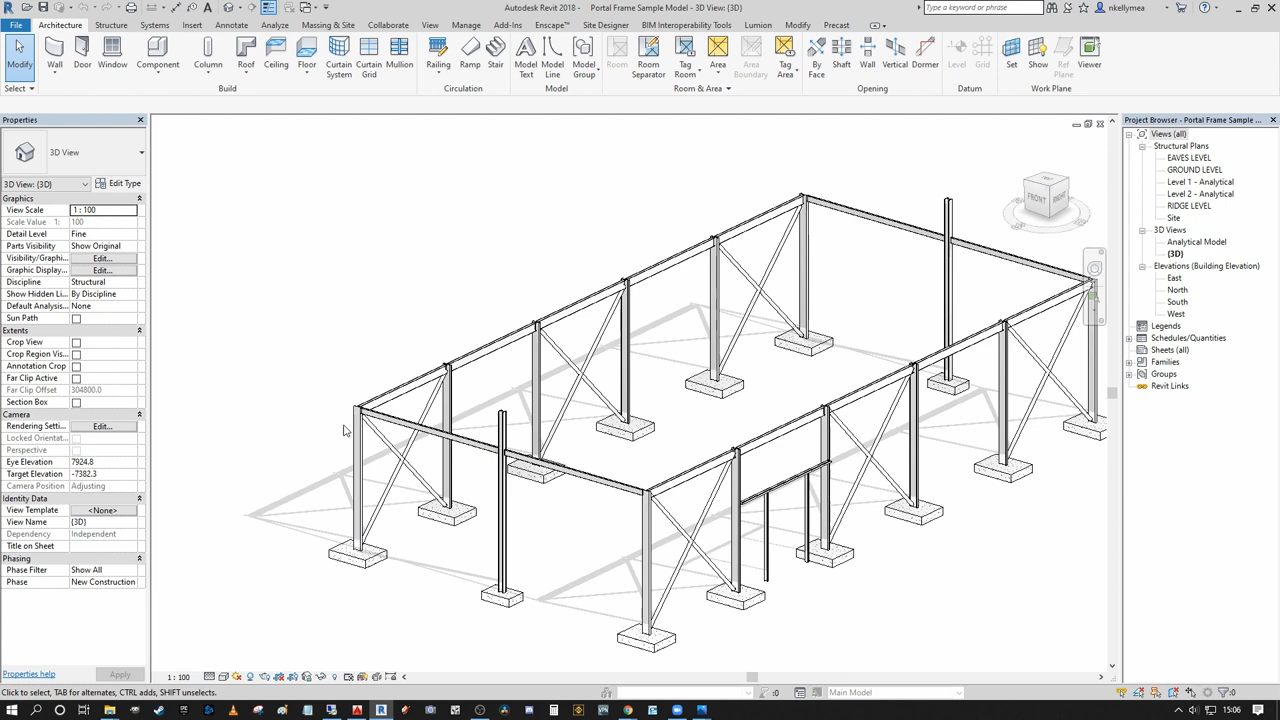 Autodesk Revit 2018 - Portal Frame Sample Model - 3D View: {3D}
Type a keyword or phrase
nkellymea
File
Architecture
Structure
Systems
Insert
Annotate
Analyze
Massing & Site
Collaborate
View
Manage
Add-Ins
Enscape™
Site Designer
BIM Interoperability Tools
Lumion
Modify
Precast
Modify
Wall
Door
Window
Component
Column
Roof
Ceiling
Floor
Curtain System
Curtain Grid
Mullion
Railing
Ramp
Stair
Model Text
Model Line
Model Group
Room
Room Separator
Tag Room
Area
Area Boundary
Tag Area
By Face
Shaft
Wall
Vertical
Dormer
Level
Grid
Set
Show
Ref Plane
Viewer
Select
Build
Circulation
Model
Room & Area
Opening
Datum
Work Plane
Properties
3D View
3D View: {3D}
Edit Type
Graphics
View Scale 1 : 100
Scale Value 1: 100
Detail Level Fine
Parts Visibility Show Original
Visibility/Graphi... Edit...
Graphic Display... Edit...
Discipline Structural
Show Hidden Li... By Discipline
Default Analysis... None
Sun Path
Extents
Crop View
Crop Region Vis...
Annotation Crop
Far Clip Active
Far Clip Offset 304800.0
Section Box
Camera
Rendering Setti... Edit...
Locked Orientat...
Perspective
Eye Elevation 7924.8
Target Elevation -7382.3
Camera Position Adjusting
Identity Data
View Template <None>
View Name {3D}
Dependency Independent
Title on Sheet
Phasing
Phase Filter Show All
Phase New Construction
Properties help
Apply
FRONT
RIGHT
Project Browser - Portal Frame Sample ...
Views (all)
Structural Plans
EAVES LEVEL
GROUND LEVEL
Level 1 - Analytical
Level 2 - Analytical
RIDGE LEVEL
Site
3D Views
Analytical Model
{3D}
Elevations (Building Elevation)
East
North
South
West
Legends
Schedules/Quantities
Sheets (all)
Families
Groups
Revit Links
1 : 100
Click to select, TAB for alternates, CTRL adds, SHIFT unselects.
:0
Main Model
:0
15:06